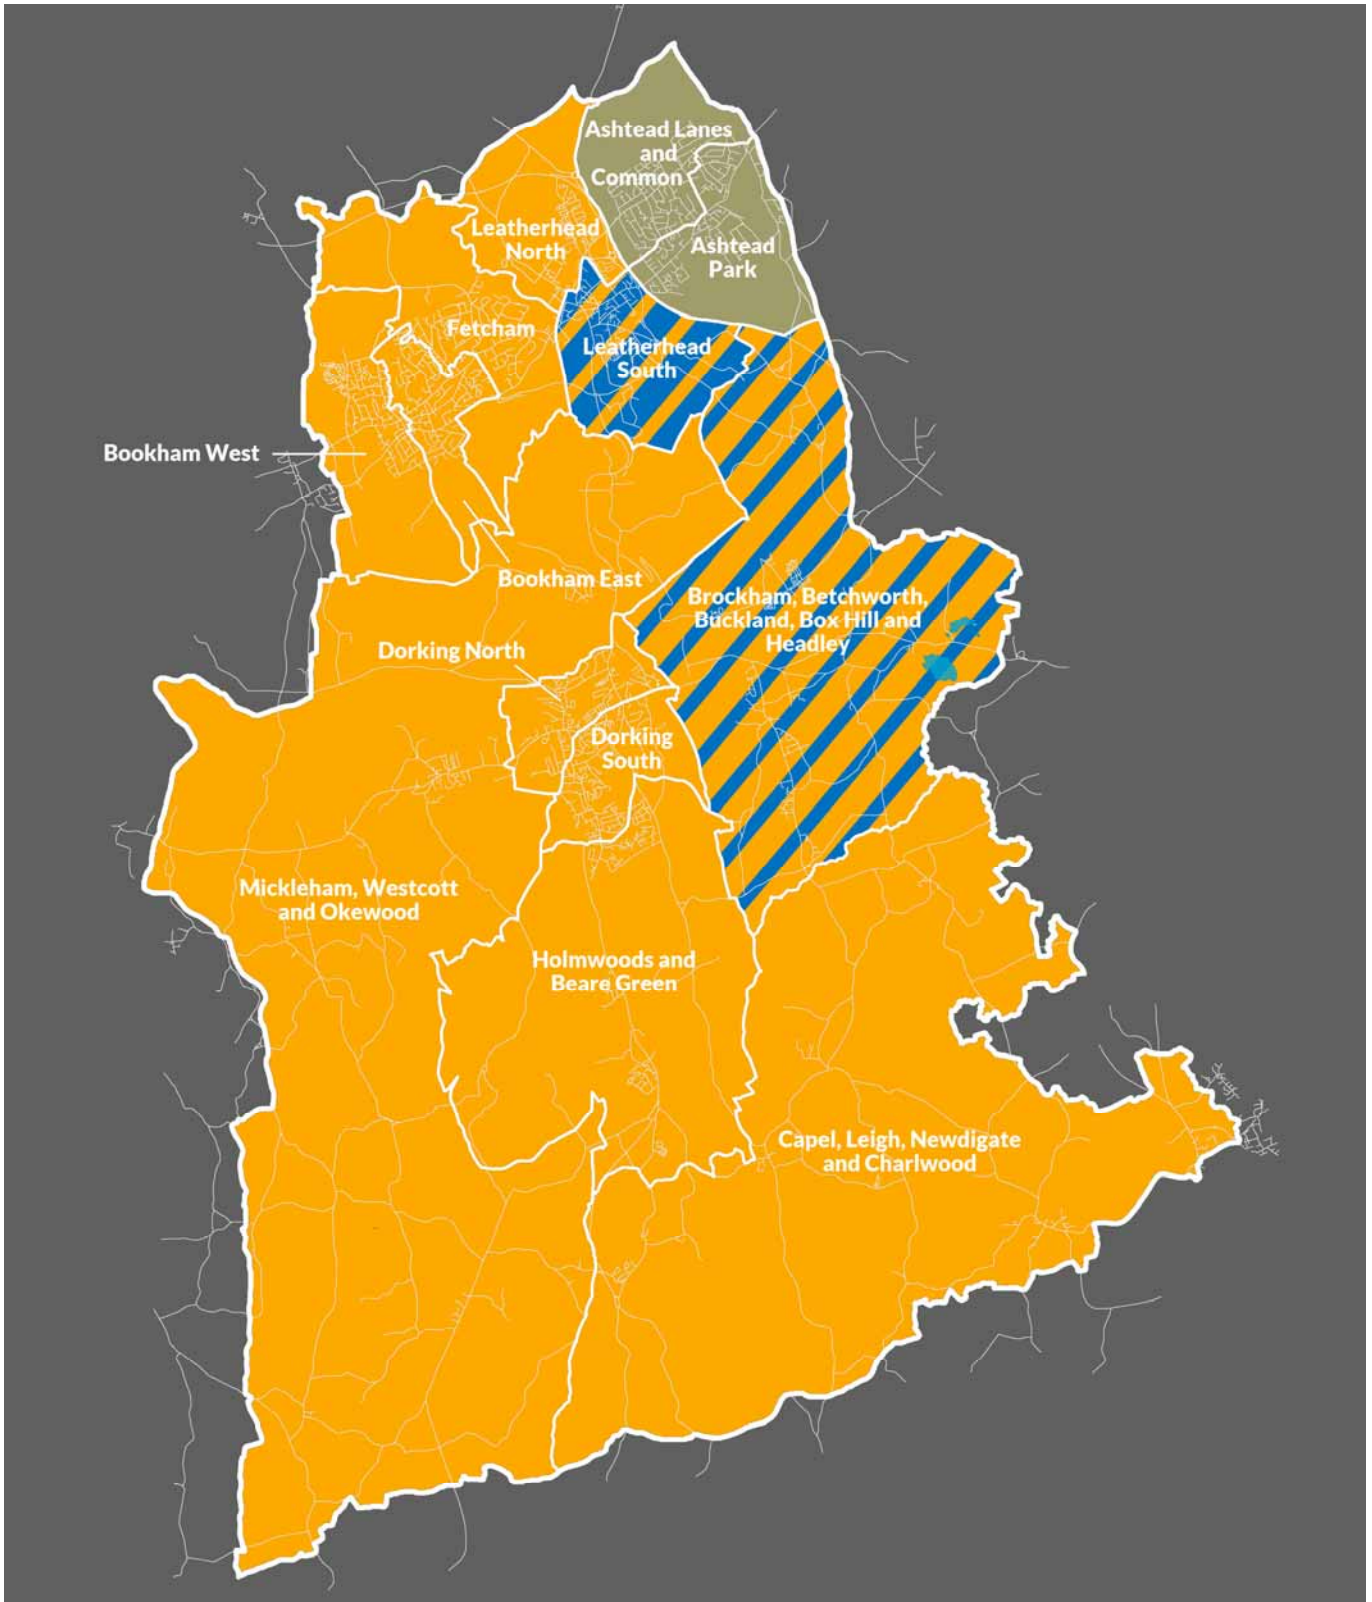 Ashtead Lanes
and
Common
Leatherhead
North
Ashtead
Park
Fetcham
Leatherhead
South
Bookham West
Bookham East
Brockham, Betchworth,
Buckland, Box Hill and
Headley
Dorking North
Dorking
South
Mickleham, Westcott
and Okewood
Holmwoods and
Beare Green
Capel, Leigh, Newdigate
and Charlwood